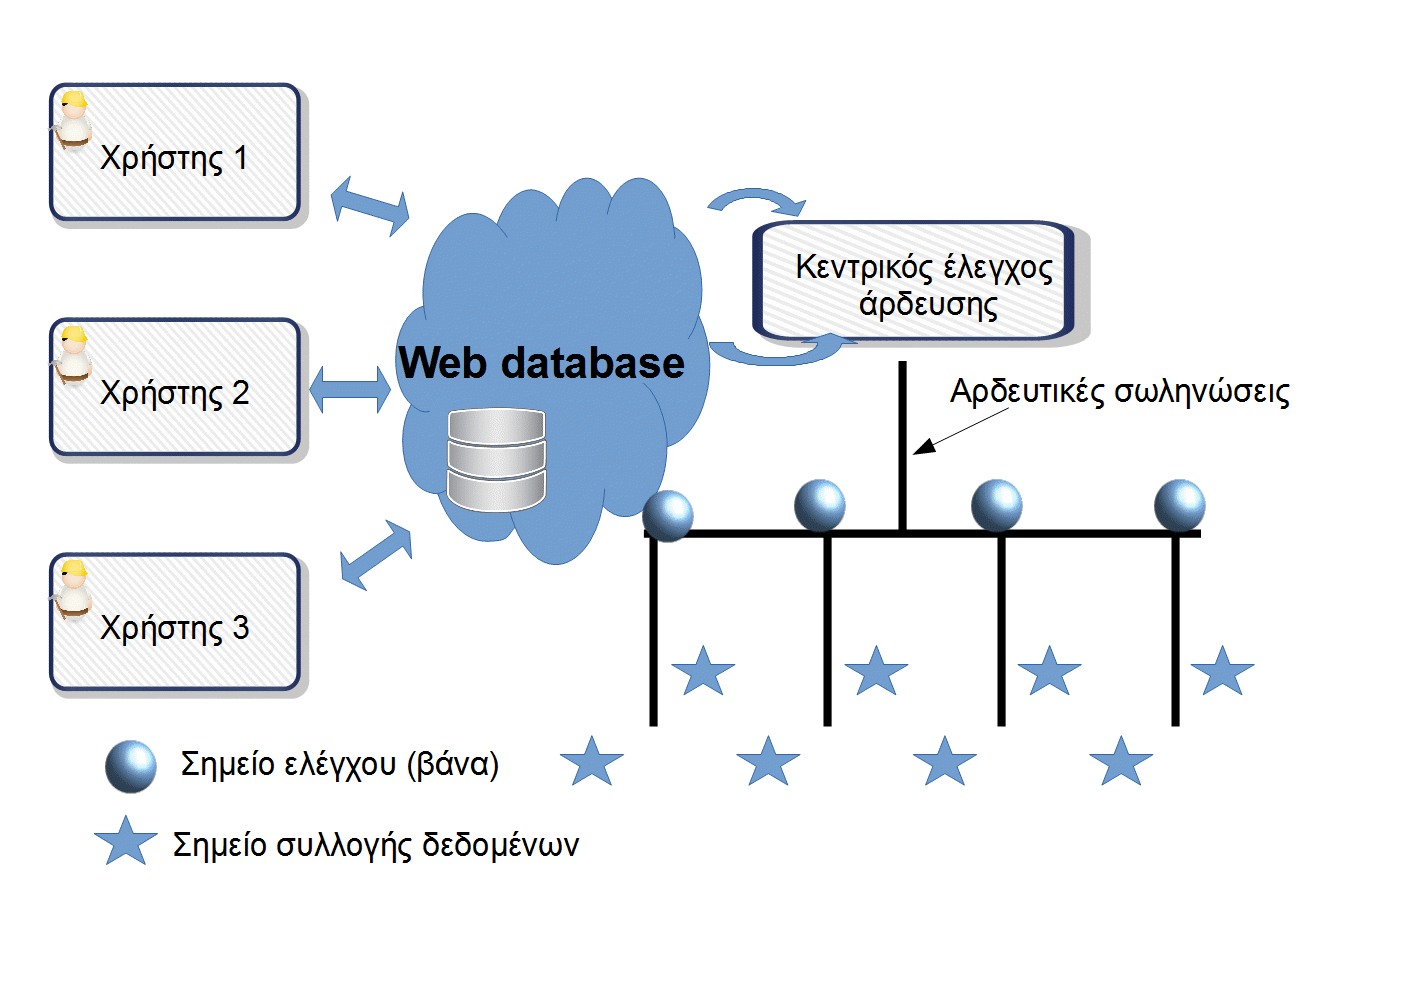 Χρήστης 1
Χρήστης 2
Χρήστης 3
Web database
Κεντρικός έλεγχος
άρδευσης
Αρδευτικές σωληνώσεις
Σημείο ελέγχου (βάνα)
Σημείο συλλογής δεδομένων